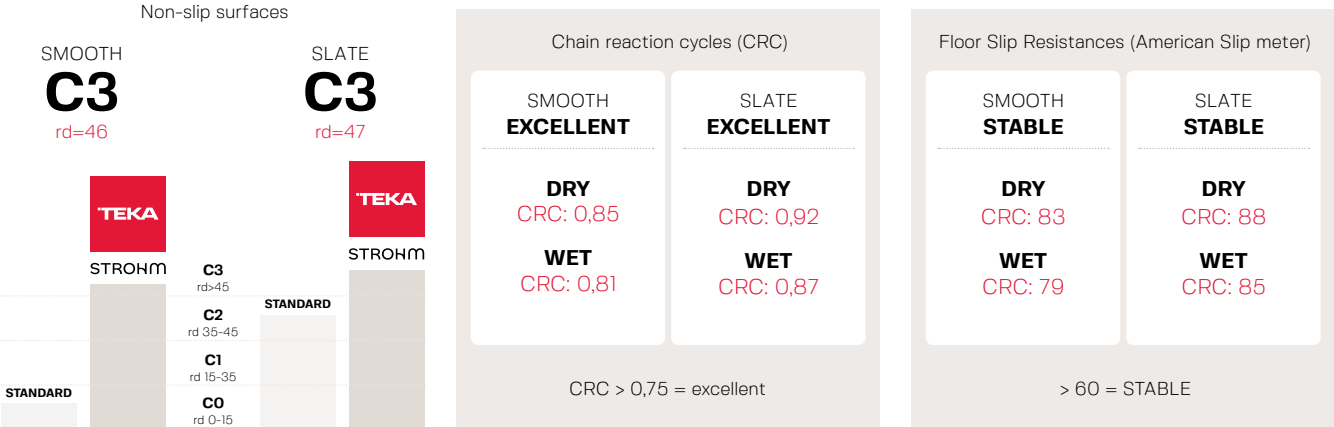 Non-slip surfaces
SMOOTH
C3
rd=46
SLATE
C3
rd=47
TEKA
STROHM
TEKA
STROHM
STANDARD
STANDARD
C3
rd>45
C2
rd 35-45
C1
rd 15-35
C0
rd 0-15
Chain reaction cycles (CRC)
SMOOTH
EXCELLENT
DRY
CRC: 0,85
WET
CRC: 0,81
SLATE
EXCELLENT
DRY
CRC: 0,92
WET
CRC: 0,87
CRC > 0,75 = excellent
Floor Slip Resistances (American Slip meter)
SMOOTH
STABLE
DRY
CRC: 83
WET
CRC: 79
SLATE
STABLE
DRY
CRC: 88
WET
CRC: 85
> 60 = STABLE